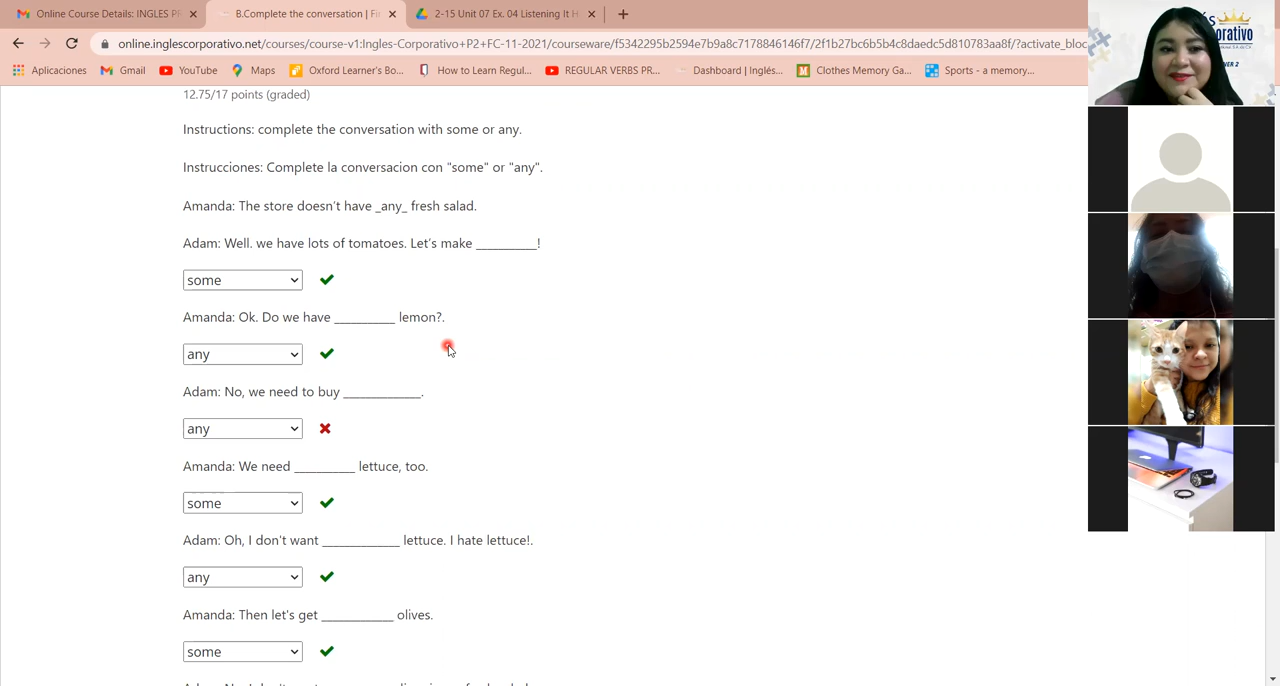 Online Course Details: INGLES PF
B.Complete the conversation | Fi
2-15 Unit 07 Ex. 04 Listening It H
online.inglescorporativo.net/courses/course-v1:Ingles-Corporativo+P2+FC-11-2021/courseware/f5342295b2594e7b9a8c7178846146f7/2f1b27bc6b5b4c8daedc5d810783aa8f/?activate_bloc
Aplicaciones
Gmail
YouTube
Maps
Oxford Learner's Bo...
How to Learn Regul...
REGULAR VERBS PR...
Dashboard | Inglés...
Clothes Memory Ga...
Sports - a memory...
12.75/17 points (graded)
Instructions: complete the conversation with some or any.
Instrucciones: Complete la conversacion con "some" or "any".
Amanda: The store doesn't have _any_ fresh salad.
Adam: Well. we have lots of tomatoes. Let's make ________!
some
Amanda: Ok. Do we have ________ lemon?.
any
Adam: No, we need to buy __________.
any
Amanda: We need ________ lettuce, too.
some
Adam: Oh, I don't want __________ lettuce. I hate lettuce!.
any
Amanda: Then let's get _________ olives.
some